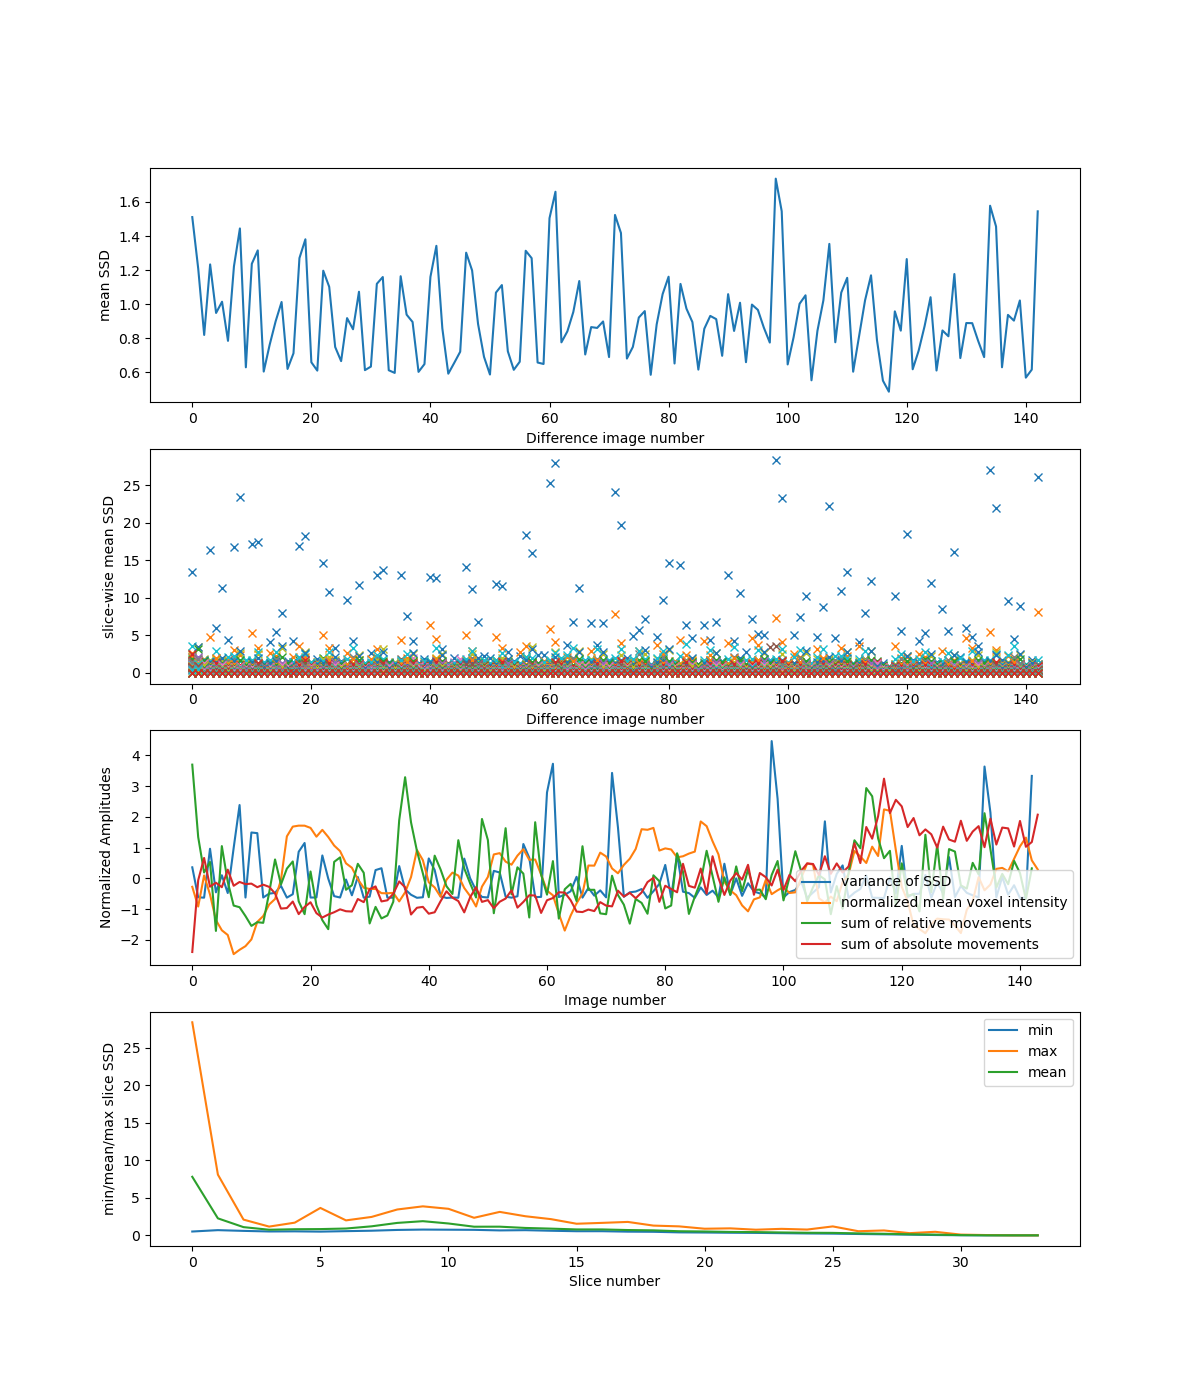 1.6
1.4
1.2
1.0
0.8
0.6
mean SSD
0 20 40 60 80 100 120 140
Difference image number
25
20
15
10
5
0
slice-wise mean SSD
0 20 40 60 80 100 120 140
Difference image number
4
3
2
1
0
−1
−2
Normalized Amplitudes
variance of SSD
normalized mean voxel intensity
sum of relative movements
sum of absolute movements
0 20 40 60 80 100 120 140
Image number
25
20
15
10
5
0
min/mean/max slice SSD
min
max
mean
0 5 10 15 20 25 30
Slice number